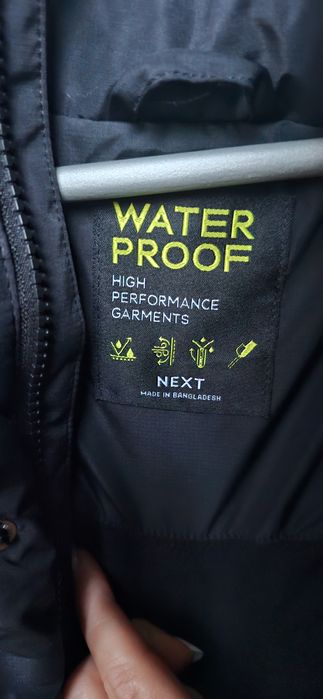 WATER
PROOF
HIGH
PERFORMANCE
GARMENTS
NEXT
MADE IN BANGLADESH